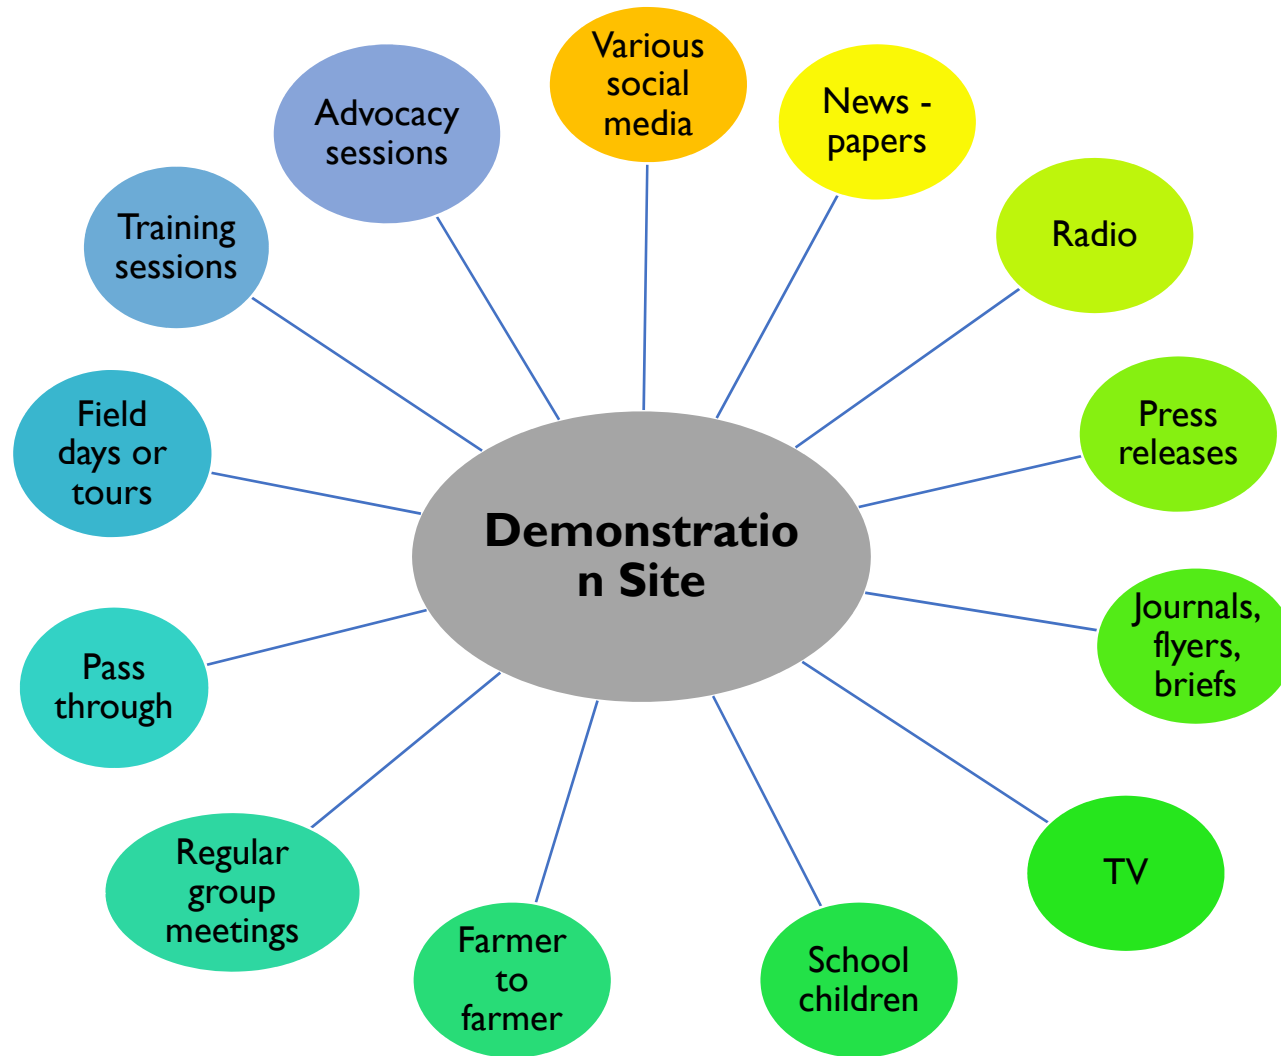 Various
social
media
News -
papers
Radio
Press
releases
Journals,
flyers,
briefs
TV
School
children
Farmer
to
farmer
Regular
group
meetings
Pass
through
Field
days or
tours
Training
sessions
Advocacy
sessions
Demonstratio
n Site